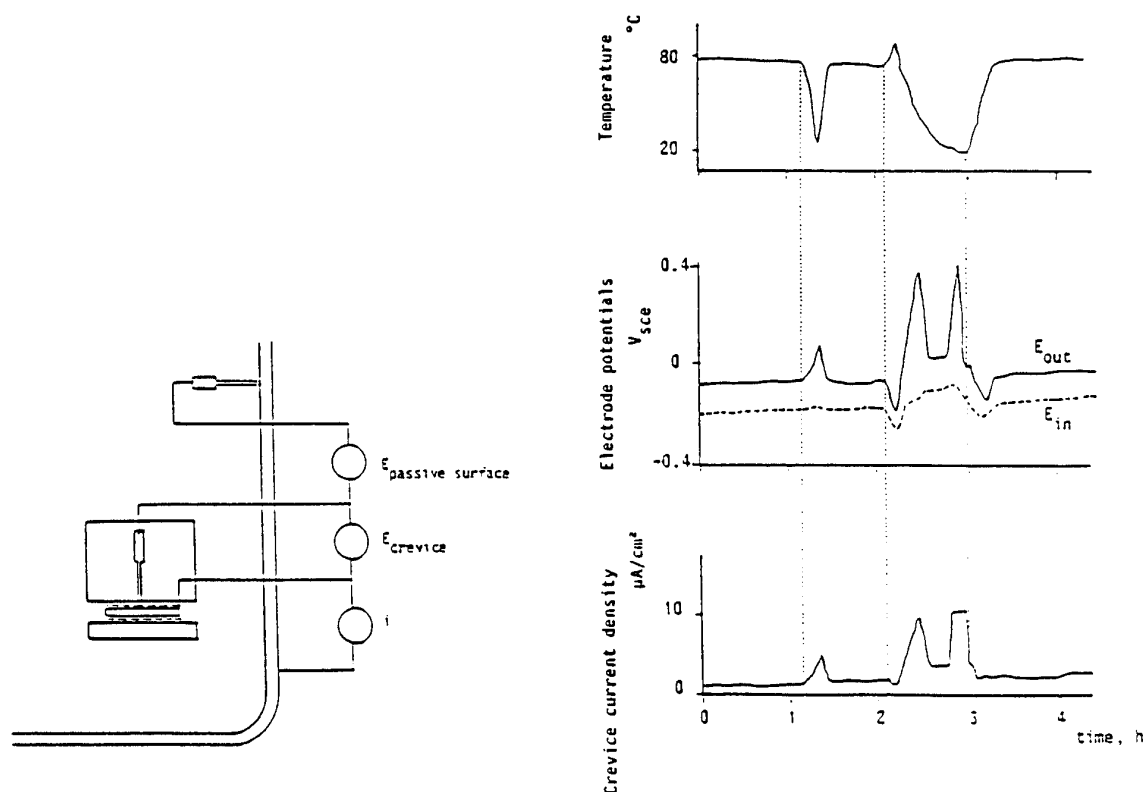 E passive surface
E crevice
i
Temperature
°C
80
20
Electrode potentials
V sce
0.4
0
-0.4
E out
E in
Crevice current density
µA/cm²
10
0
0 1 2 3 4
time, h